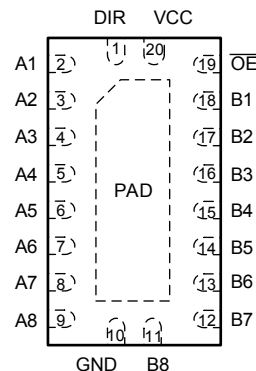 DIR VCC
1 20
A1 2 19 O̅E̅
A2 3 18 B1
A3 4 17 B2
A4 5 16 B3
A5 6 15 B4
PAD
A6 7 14 B5
A7 8 13 B6
A8 9 12 B7
10 11
GND B8